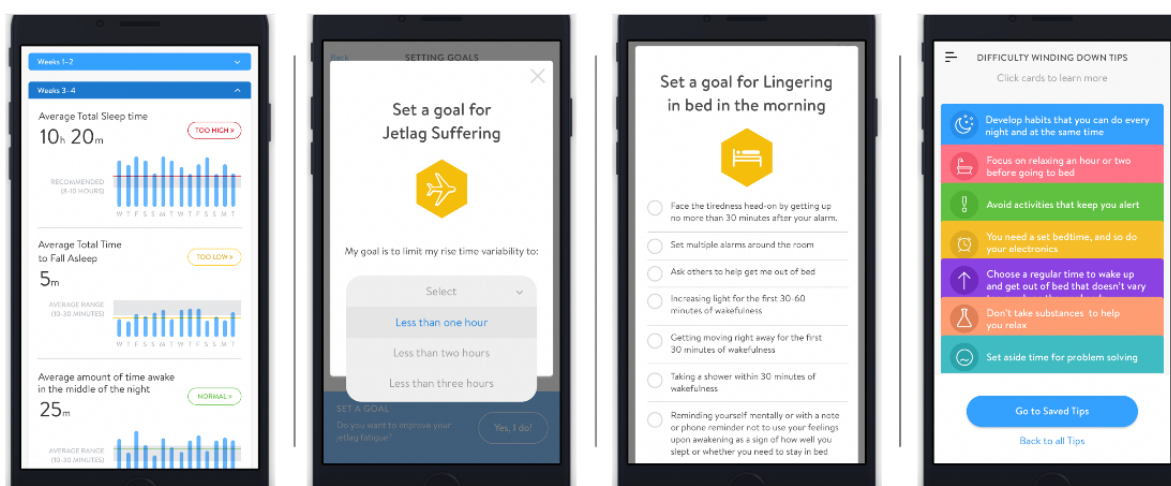 Weeks 1-2
Weeks 3-4
Average Total Sleep time
10h 20m
TOO HIGH »
RECOMMENDED
(8-10 HOURS)
W T F S S M T W T F S S M T
Average Total Time
to Fall Asleep
TOO LOW »
5m
AVERAGE RANGE
(10-30 MINUTES)
W T F S S M T W T F S S M T
Average amount of time awake
in the middle of the night
NORMAL »
25m
AVERAGE RANGE
(10-30 MINUTES)
Back
SETTING GOALS
Set a goal for
Jetlag Suffering
My goal is to limit my rise time variability to:
Select
Less than one hour
Less than two hours
Less than three hours
SET A GOAL
Do you want to improve your
jetlag fatigue?
Yes, I do!
Set a goal for Lingering
in bed in the morning
Face the tiredness head-on by getting up
no more than 30 minutes after your alarm.
Set multiple alarms around the room
Ask others to help get me out of bed
Increasing light for the first 30-60
minutes of wakefulness
Getting moving right away for the first
30 minutes of wakefulness
Taking a shower within 30 minutes of
wakefulness
Reminding yourself mentally or with a note
or phone reminder not to use your feelings
upon awakening as a sign of how well you
slept or whether you need to stay in bed
DIFFICULTY WINDING DOWN TIPS
Click cards to learn more
Develop habits that you can do every
night and at the same time
Focus on relaxing an hour or two
before going to bed
Avoid activities that keep you alert
You need a set bedtime, and so do
your electronics
Choose a regular time to wake up
and get out of bed that doesn't vary
Don't take substances to help
you relax
Set aside time for problem solving
Go to Saved Tips
Back to all Tips